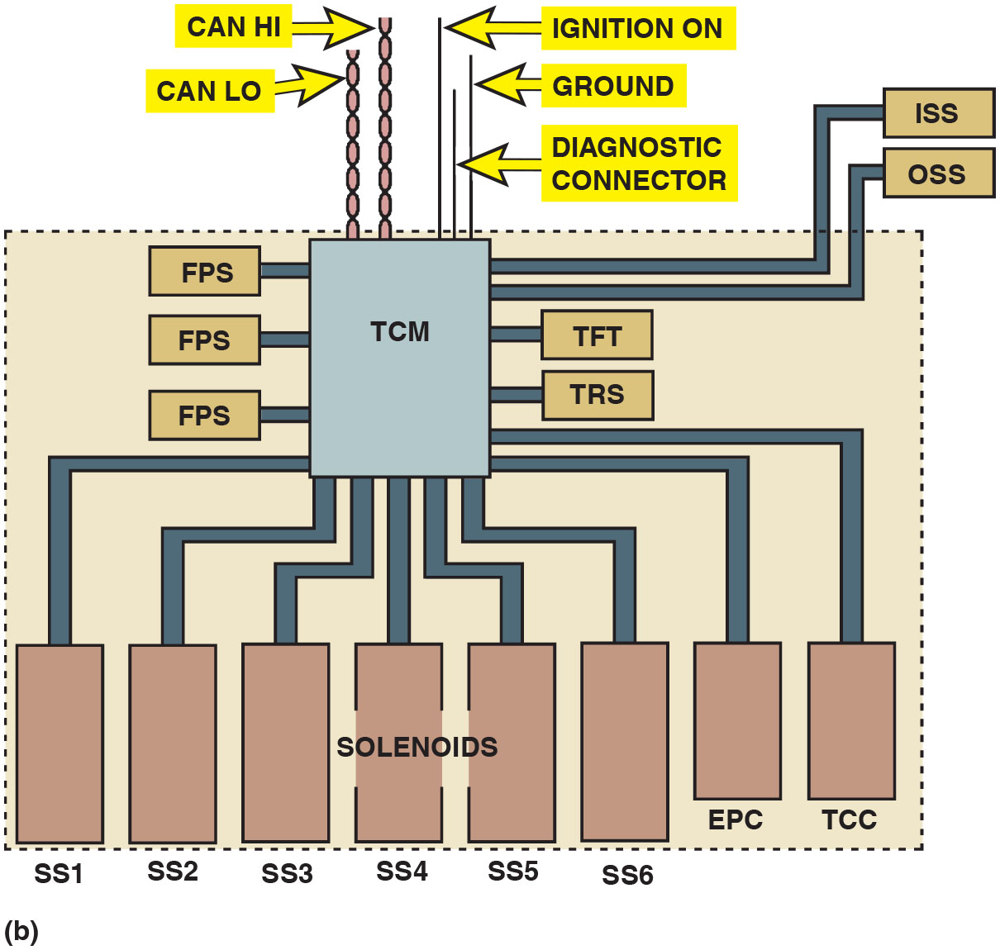 CAN HI
IGNITION ON
CAN LO
GROUND
ISS
DIAGNOSTIC
CONNECTOR
OSS
FPS
TCM
FPS
TFT
FPS
TRS
SOLENOIDS
EPC
TCC
SS1
SS2
SS3
SS4
SS5
SS6
(b)